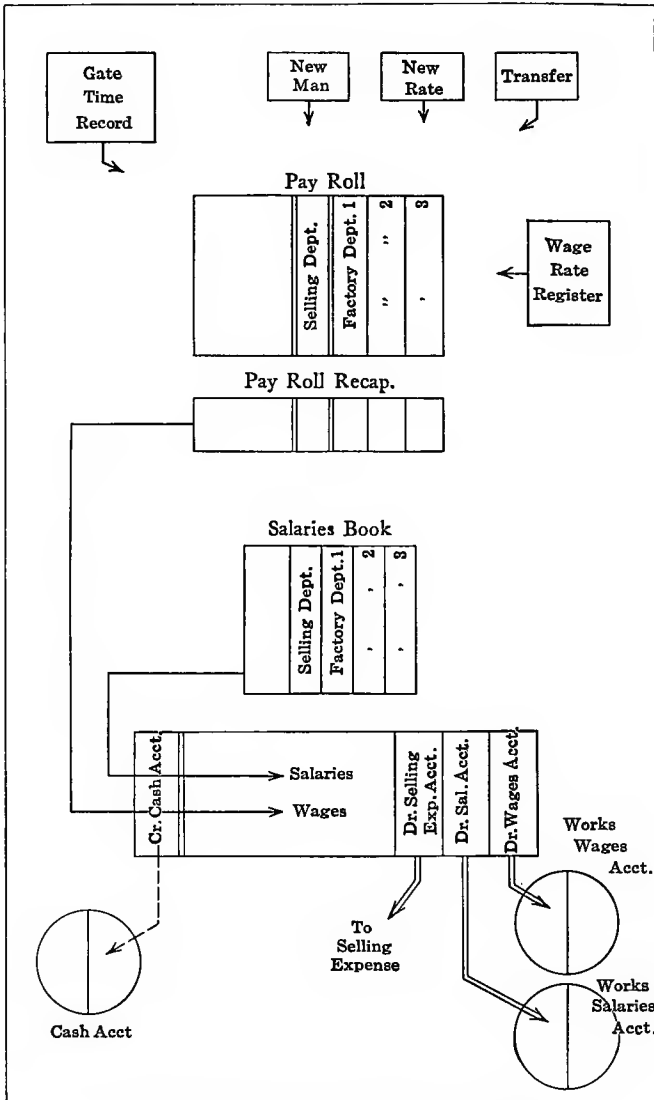 Gate
Time
Record
New
Man
New
Rate
Transfer
Pay Roll
Selling Dept.
Factory Dept. 1
" " 2
, 3
Wage
Rate
Register
Pay Roll Recap.
Salaries Book
Selling Dept.
Factory Dept. 1
, , 2
, , 3
Cr. Cash Acct.
Salaries
Wages
Dr. Selling
Exp. Acct.
Dr. Sal. Acct.
Dr. Wages Acct.
Works
Wages
Acct.
To
Selling
Expense
Works
Salaries
Acct.
Cash Acct